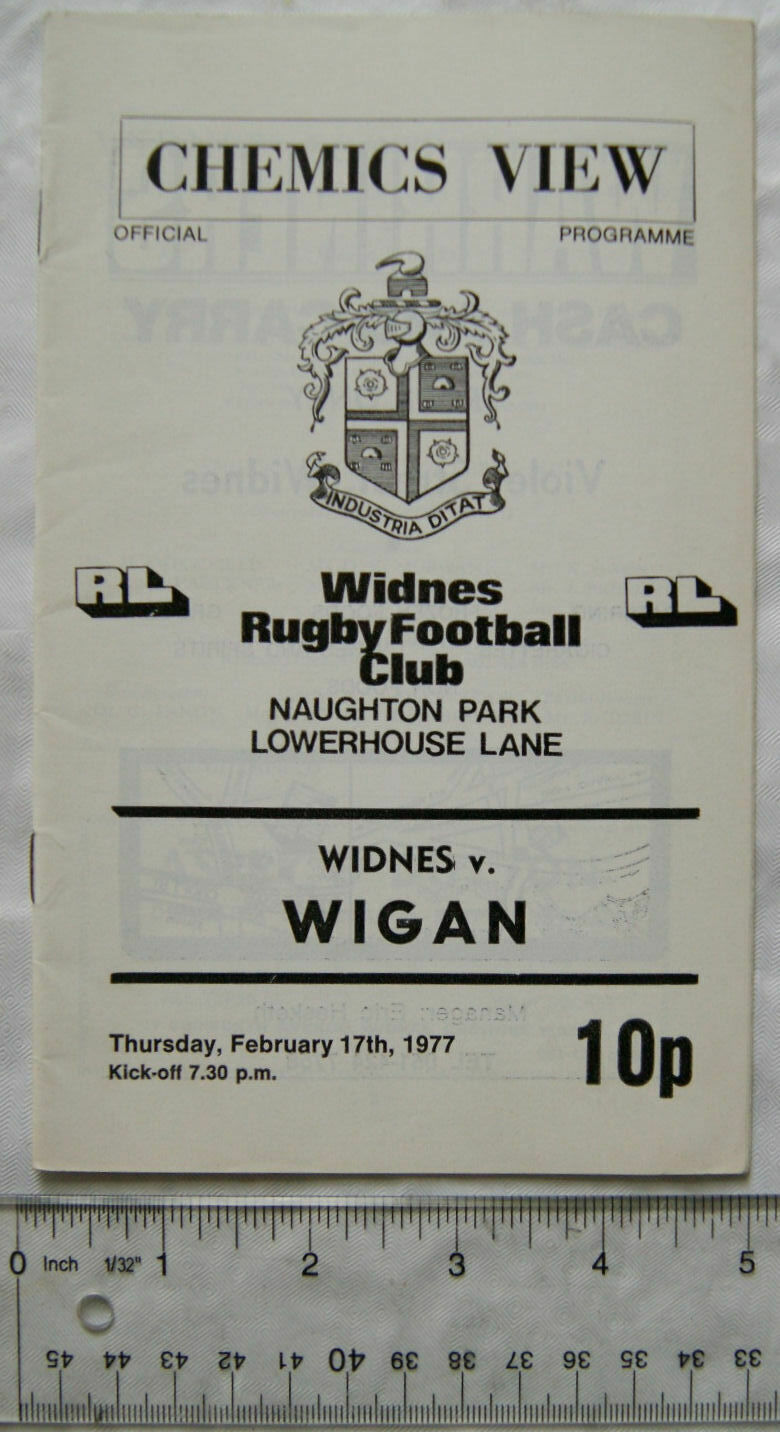 CHEMICS VIEW
OFFICIAL PROGRAMME
INDUSTRIA DITAT
RL RL
Widnes
Rugby Football
Club
NAUGHTON PARK
LOWERHOUSE LANE
WIDNES v.
WIGAN
Thursday, February 17th, 1977
Kick-off 7.30 p.m.
10p
0 Inch 1/32" 1 2 3 4 5
45 44 43 42 41 40 39 38 37 36 35 34 33